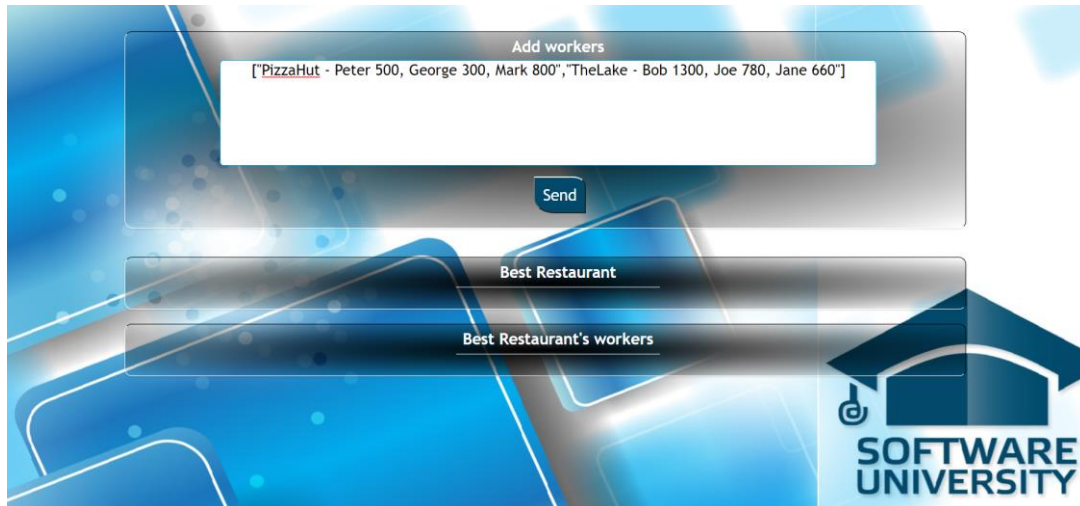 Add workers
["PizzaHut - Peter 500, George 300, Mark 800","TheLake - Bob 1300, Joe 780, Jane 660"]
Send
Best Restaurant
Best Restaurant's workers
SOFTWARE
UNIVERSITY